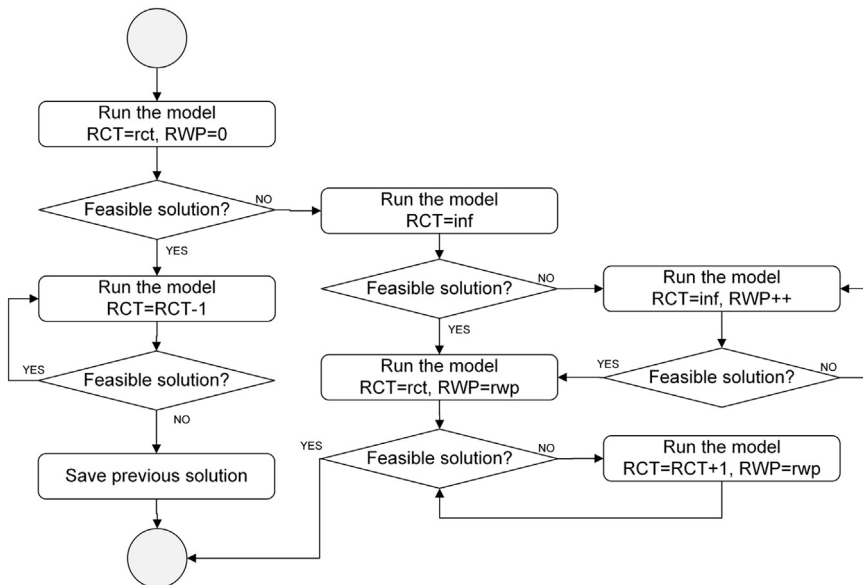 Run the model
RCT=rct, RWP=0
Feasible solution?
NO
YES
Run the model
RCT=RCT-1
Feasible solution?
YES
NO
Save previous solution
Run the model
RCT=inf
Feasible solution?
NO
YES
Run the model
RCT=inf, RWP++
Feasible solution?
YES
NO
Run the model
RCT=rct, RWP=rwp
Feasible solution?
YES
NO
Run the model
RCT=RCT+1, RWP=rwp